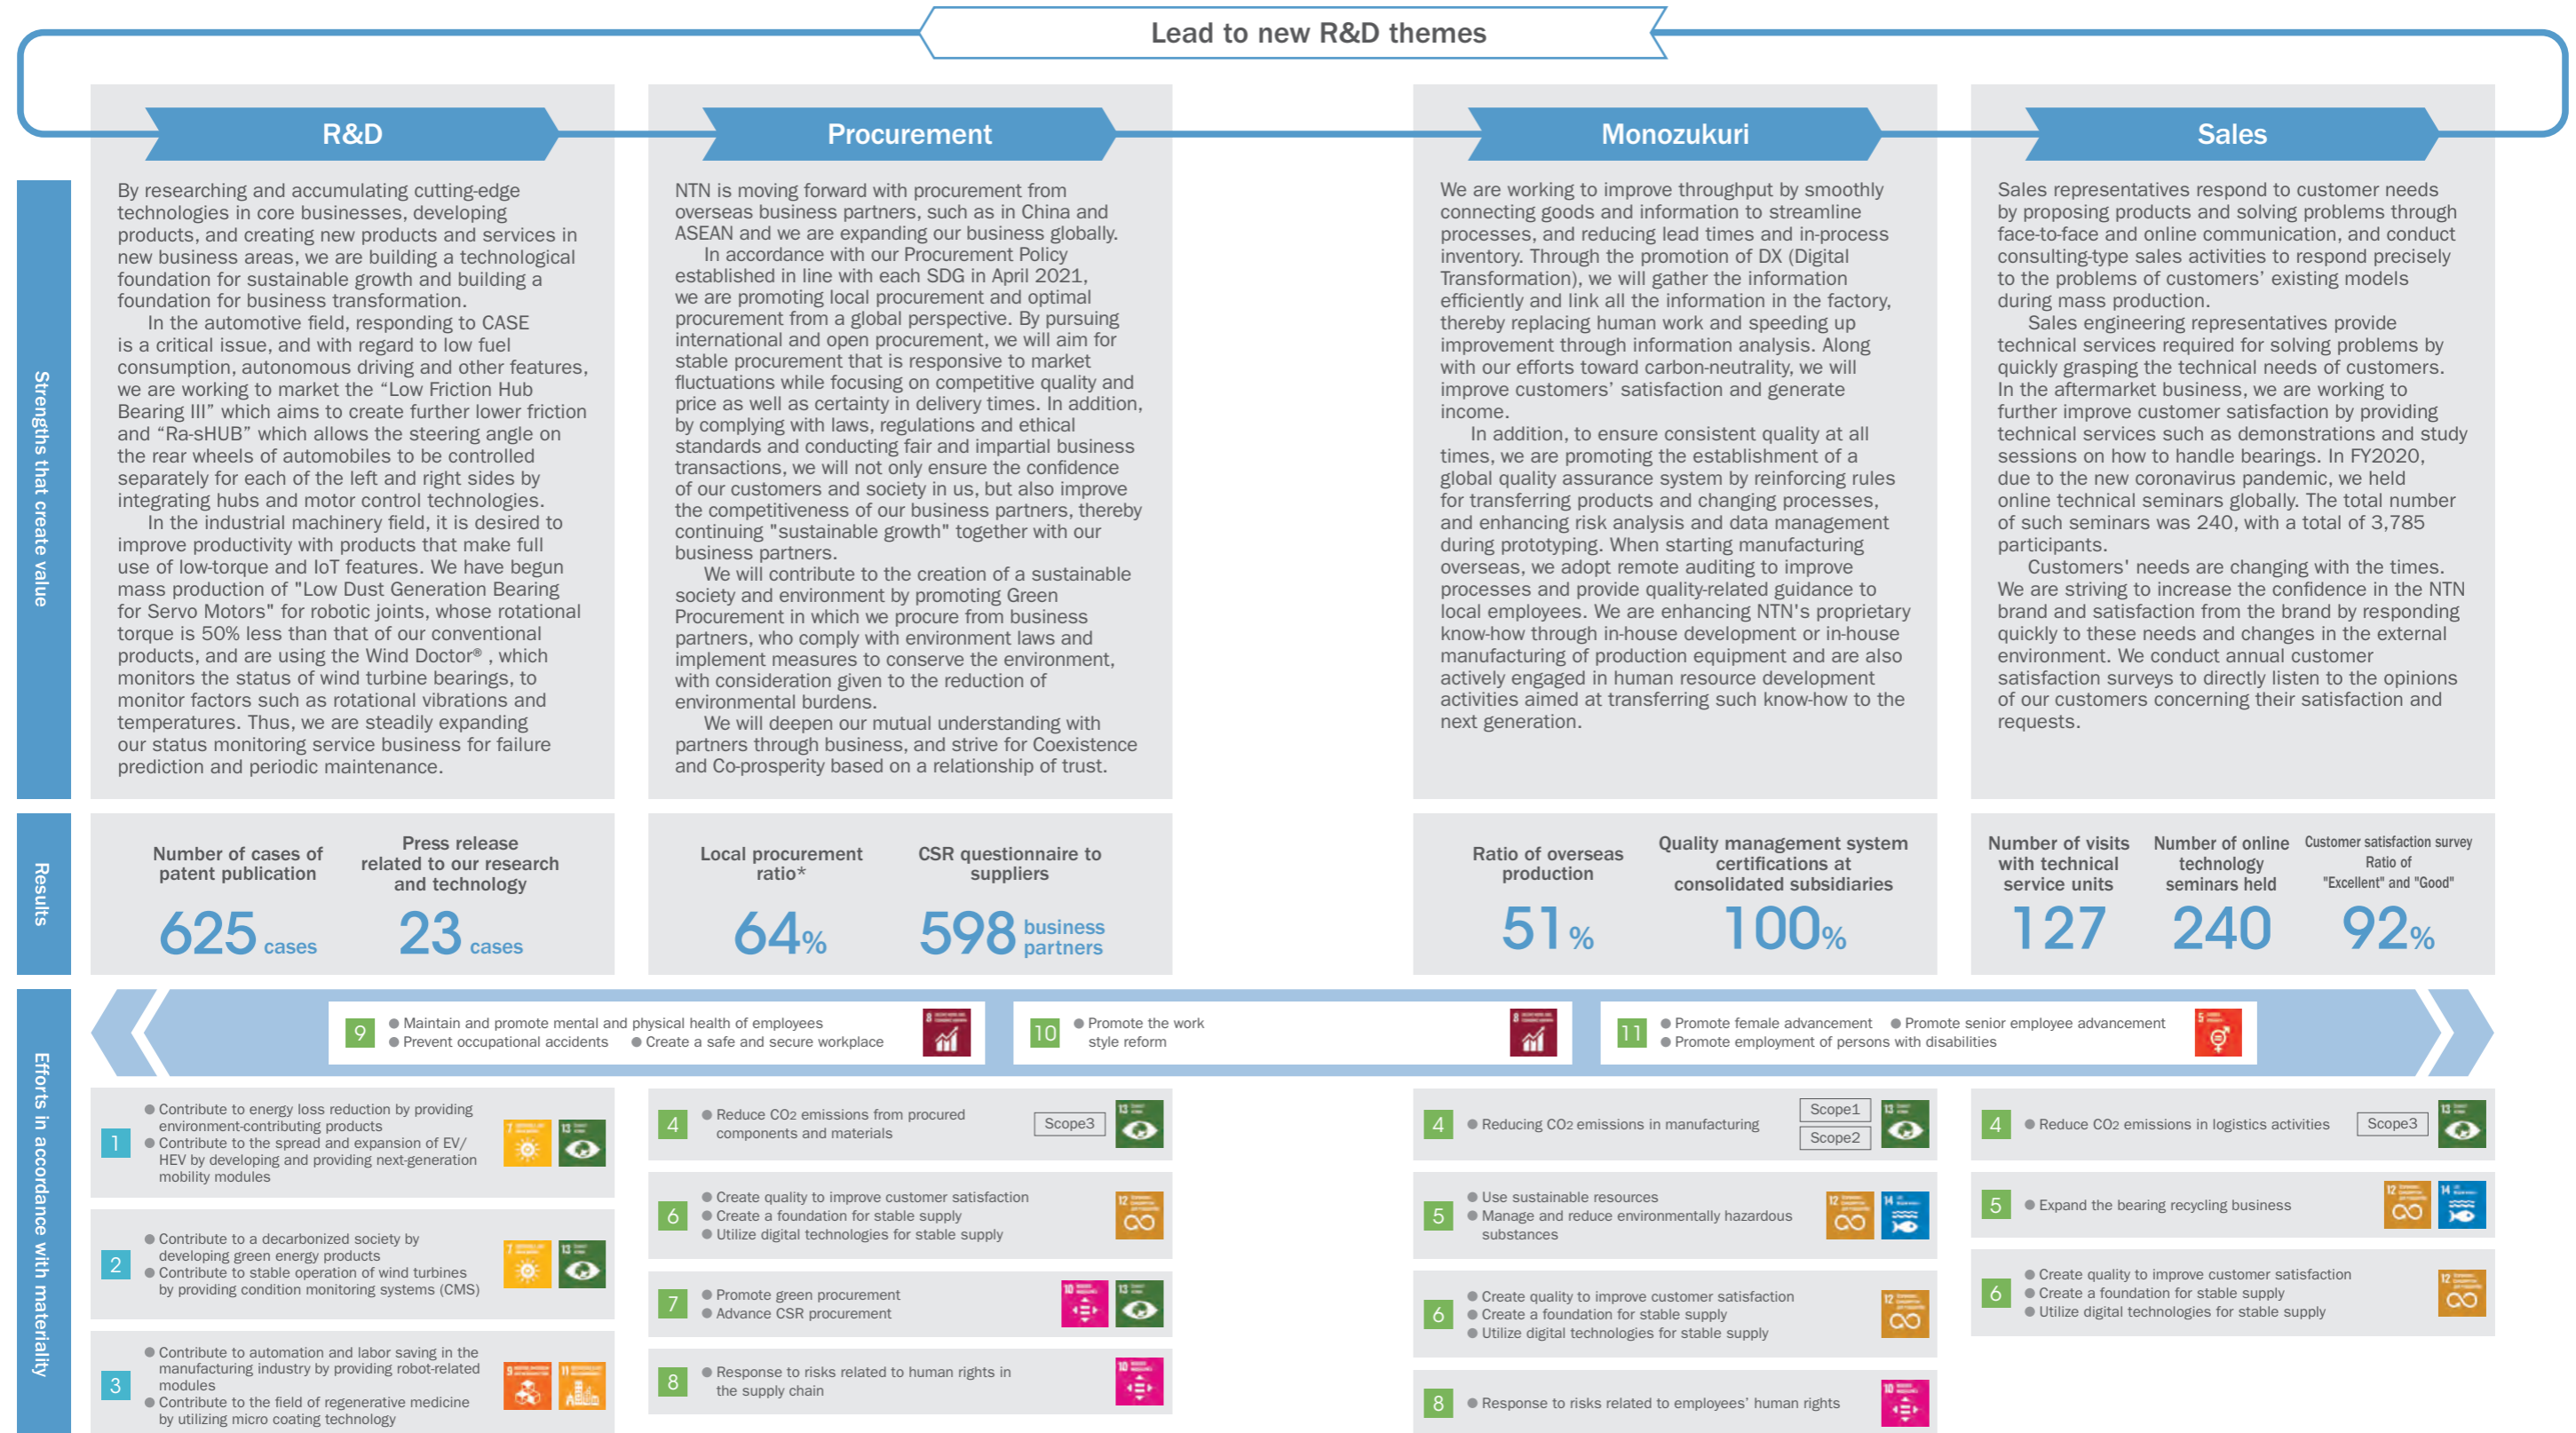 Lead to new R&D themes
R&D
Procurement
Monozukuri
Sales
Strengths that create value
By researching and accumulating cutting-edge
technologies in core businesses, developing
products, and creating new products and services in
new business areas, we are building a technological
foundation for sustainable growth and building a
foundation for business transformation.
In the automotive field, responding to CASE
is a critical issue, and with regard to low fuel
consumption, autonomous driving and other features,
we are working to market the “Low Friction Hub
Bearing III” which aims to create further lower friction
and “Ra-sHUB” which allows the steering angle on
the rear wheels of automobiles to be controlled
separately for each of the left and right sides by
integrating hubs and motor control technologies.
In the industrial machinery field, it is desired to
improve productivity with products that make full
use of low-torque and IoT features. We have begun
mass production of "Low Dust Generation Bearing
for Servo Motors" for robotic joints, whose rotational
torque is 50% less than that of our conventional
products, and are using the Wind Doctor® , which
monitors the status of wind turbine bearings, to
monitor factors such as rotational vibrations and
temperatures. Thus, we are steadily expanding
our status monitoring service business for failure
prediction and periodic maintenance.
NTN is moving forward with procurement from
overseas business partners, such as in China and
ASEAN and we are expanding our business globally.
In accordance with our Procurement Policy
established in line with each SDG in April 2021,
we are promoting local procurement and optimal
procurement from a global perspective. By pursuing
international and open procurement, we will aim for
stable procurement that is responsive to market
fluctuations while focusing on competitive quality and
price as well as certainty in delivery times. In addition,
by complying with laws, regulations and ethical
standards and conducting fair and impartial business
transactions, we will not only ensure the confidence
of our customers and society in us, but also improve
the competitiveness of our business partners, thereby
continuing "sustainable growth" together with our
business partners.
We will contribute to the creation of a sustainable
society and environment by promoting Green
Procurement in which we procure from business
partners, who comply with environment laws and
implement measures to conserve the environment,
with consideration given to the reduction of
environmental burdens.
We will deepen our mutual understanding with
partners through business, and strive for Coexistence
and Co-prosperity based on a relationship of trust.
We are working to improve throughput by smoothly
connecting goods and information to streamline
processes, and reducing lead times and in-process
inventory. Through the promotion of DX (Digital
Transformation), we will gather the information
efficiently and link all the information in the factory,
thereby replacing human work and speeding up
improvement through information analysis. Along
with our efforts toward carbon-neutrality, we will
improve customers’ satisfaction and generate
income.
In addition, to ensure consistent quality at all
times, we are promoting the establishment of a
global quality assurance system by reinforcing rules
for transferring products and changing processes,
and enhancing risk analysis and data management
during prototyping. When starting manufacturing
overseas, we adopt remote auditing to improve
processes and provide quality-related guidance to
local employees. We are enhancing NTN's proprietary
know-how through in-house development or in-house
manufacturing of production equipment and are also
actively engaged in human resource development
activities aimed at transferring such know-how to the
next generation.
Sales representatives respond to customer needs
by proposing products and solving problems through
face-to-face and online communication, and conduct
consulting-type sales activities to respond precisely
to the problems of customers’ existing models
during mass production.
Sales engineering representatives provide
technical services required for solving problems by
quickly grasping the technical needs of customers.
In the aftermarket business, we are working to
further improve customer satisfaction by providing
technical services such as demonstrations and study
sessions on how to handle bearings. In FY2020,
due to the new coronavirus pandemic, we held
online technical seminars globally. The total number
of such seminars was 240, with a total of 3,785
participants.
Customers' needs are changing with the times.
We are striving to increase the confidence in the NTN
brand and satisfaction from the brand by responding
quickly to these needs and changes in the external
environment. We conduct annual customer
satisfaction surveys to directly listen to the opinions
of our customers concerning their satisfaction and
requests.
Results
Number of cases of
patent publication
625 cases
Press release
related to our research
and technology
23 cases
Local procurement
ratio*
64%
CSR questionnaire to
suppliers
598 business
partners
Ratio of overseas
production
51 %
Quality management system
certifications at
consolidated subsidiaries
100%
Number of visits
with technical
service units
127
Number of online
technology
seminars held
240
Customer satisfaction survey
Ratio of
"Excellent" and "Good"
92%
Efforts in accordance with materiality
9
● Maintain and promote mental and physical health of employees
● Prevent occupational accidents ● Create a safe and secure workplace
8
10
● Promote the work
style reform
8
11
● Promote female advancement ● Promote senior employee advancement
● Promote employment of persons with disabilities
5
1
● Contribute to energy loss reduction by providing
environment-contributing products
● Contribute to the spread and expansion of EV/
HEV by developing and providing next-generation
mobility modules
7
13
2
● Contribute to a decarbonized society by
developing green energy products
● Contribute to stable operation of wind turbines
by providing condition monitoring systems (CMS)
7
13
3
● Contribute to automation and labor saving in the
manufacturing industry by providing robot-related
modules
● Contribute to the field of regenerative medicine
by utilizing micro coating technology
9
11
4
● Reduce CO2 emissions from procured
components and materials
Scope3
13
6
● Create quality to improve customer satisfaction
● Create a foundation for stable supply
● Utilize digital technologies for stable supply
12
7
● Promote green procurement
● Advance CSR procurement
10
13
8
● Response to risks related to human rights in
the supply chain
10
4
● Reducing CO2 emissions in manufacturing
Scope1
Scope2
13
5
● Use sustainable resources
● Manage and reduce environmentally hazardous
substances
12
14
6
● Create quality to improve customer satisfaction
● Create a foundation for stable supply
● Utilize digital technologies for stable supply
12
8
● Response to risks related to employees’ human rights
10
4
● Reduce CO2 emissions in logistics activities
Scope3
13
5
● Expand the bearing recycling business
12
14
6
● Create quality to improve customer satisfaction
● Create a foundation for stable supply
● Utilize digital technologies for stable supply
12